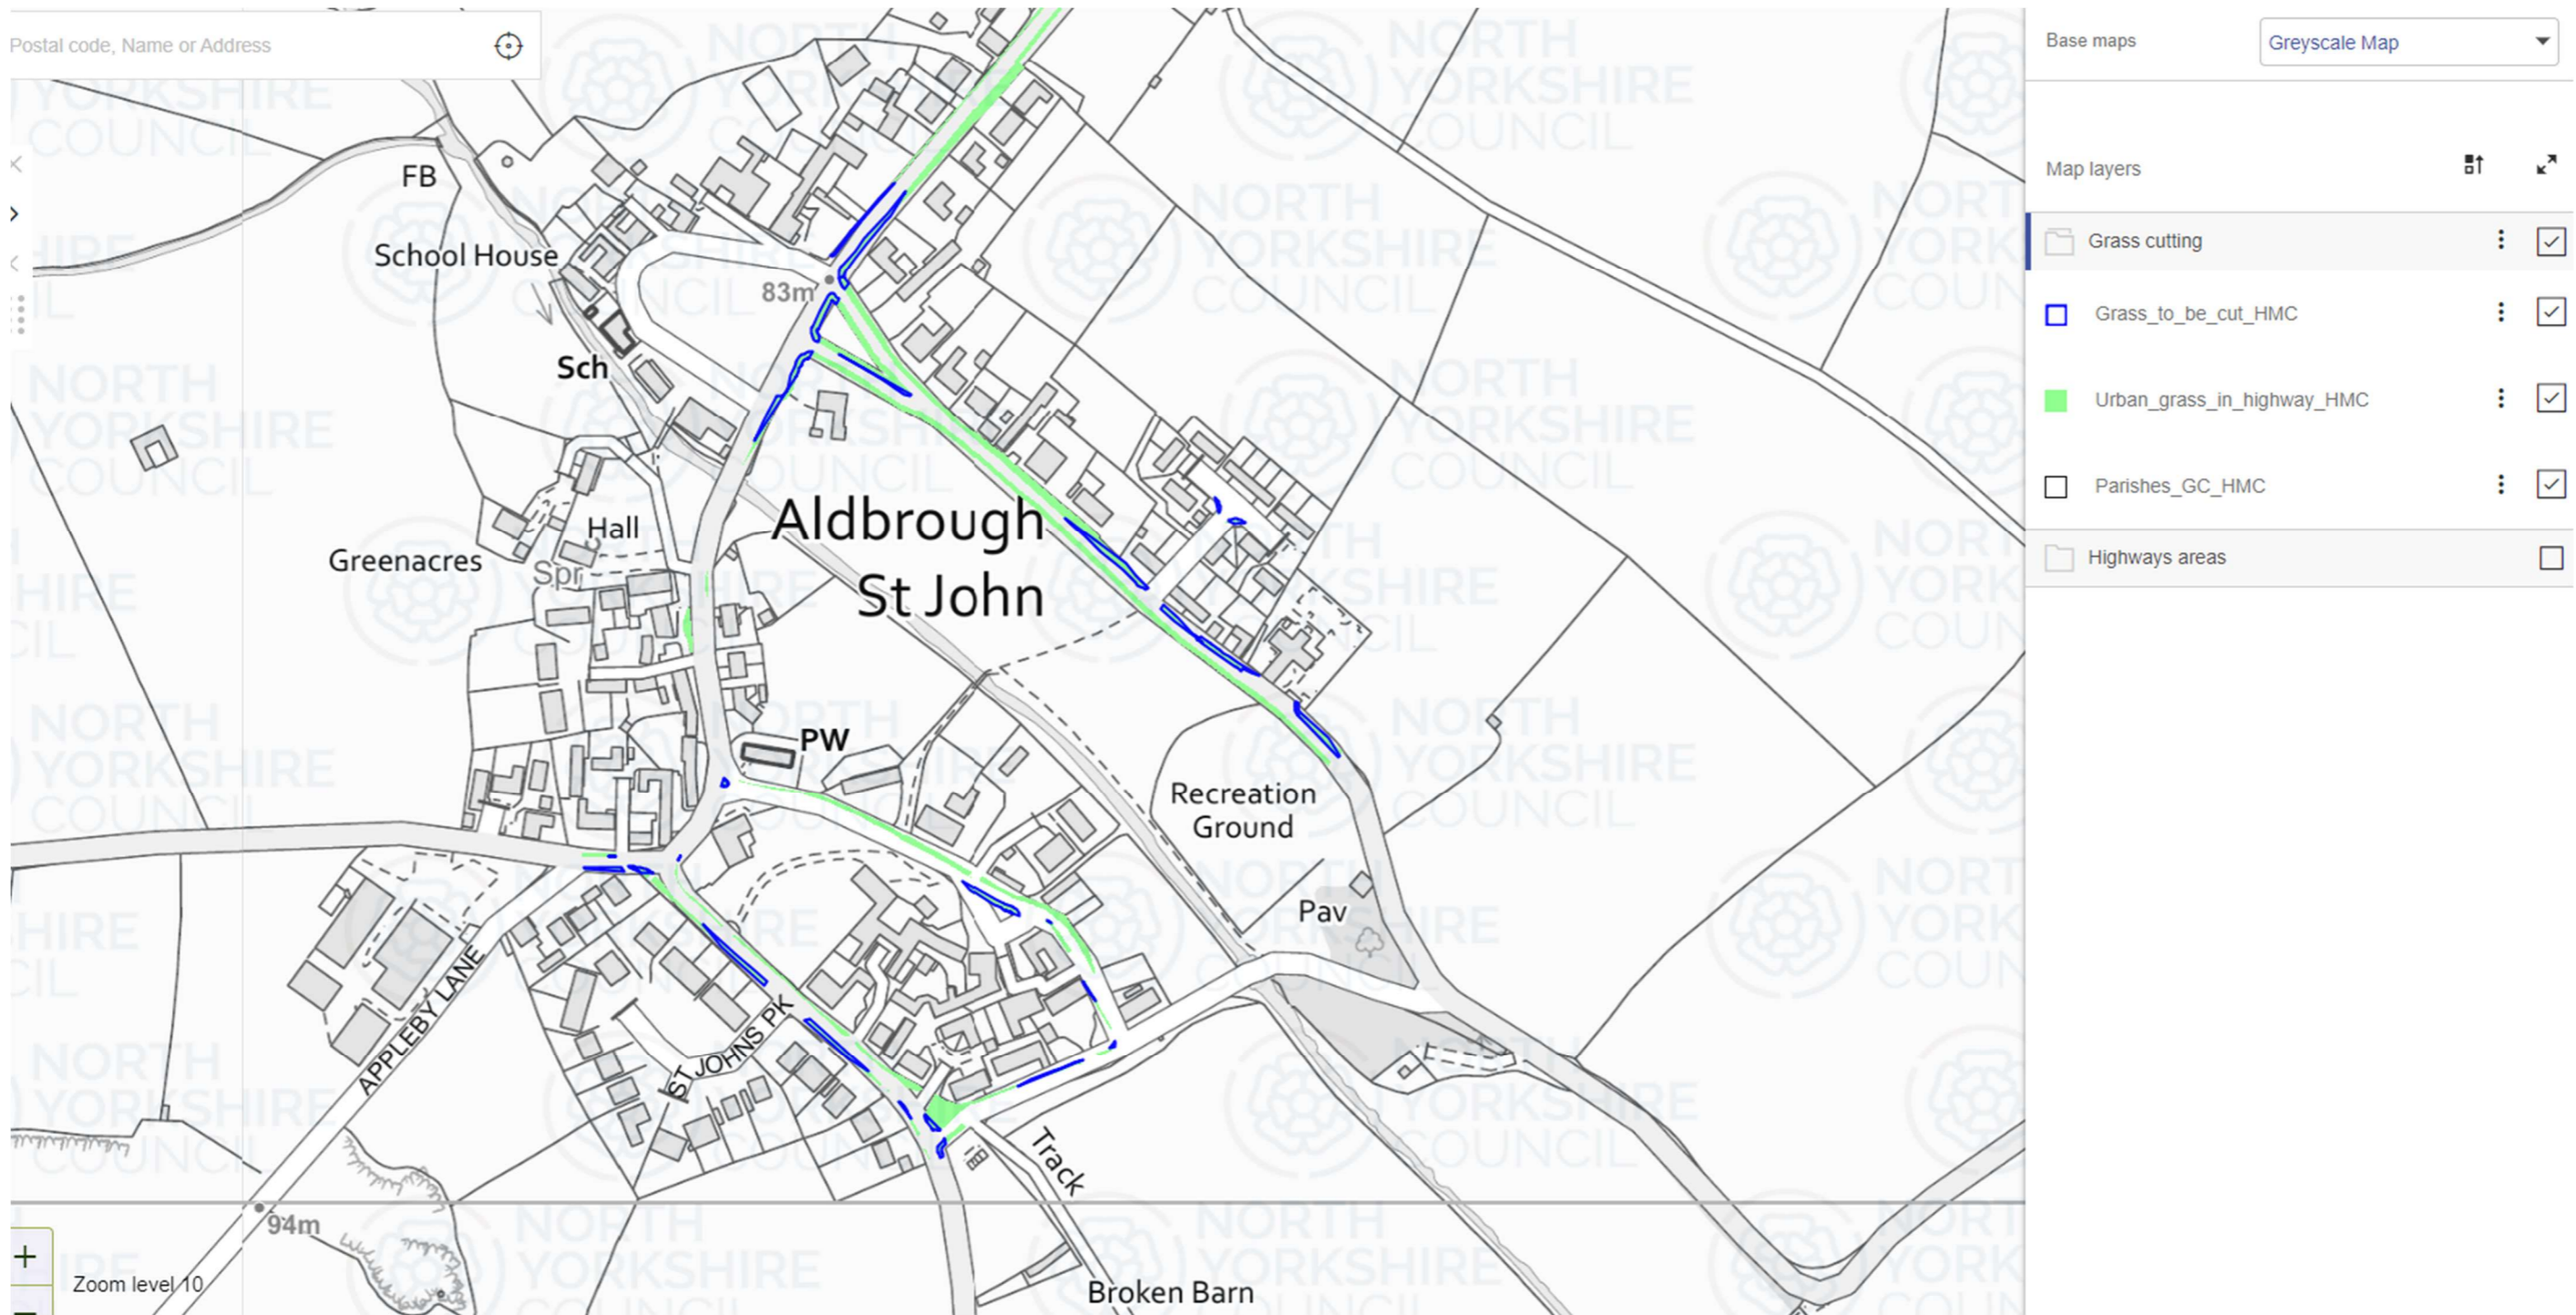 Postal code, Name or Address
FB
School House
83m
Sch
Hall
Greenacres
Spr
Aldbrough
St John
PW
Recreation
Ground
Pav
APPLEBY LANE
ST JOHNS PK
Track
94m
Zoom level 10
Broken Barn
NORTH
YORKSHIRE
COUNCIL
Base maps
Greyscale Map
Map layers
Grass cutting
Grass_to_be_cut_HMC
Urban_grass_in_highway_HMC
Parishes_GC_HMC
Highways areas